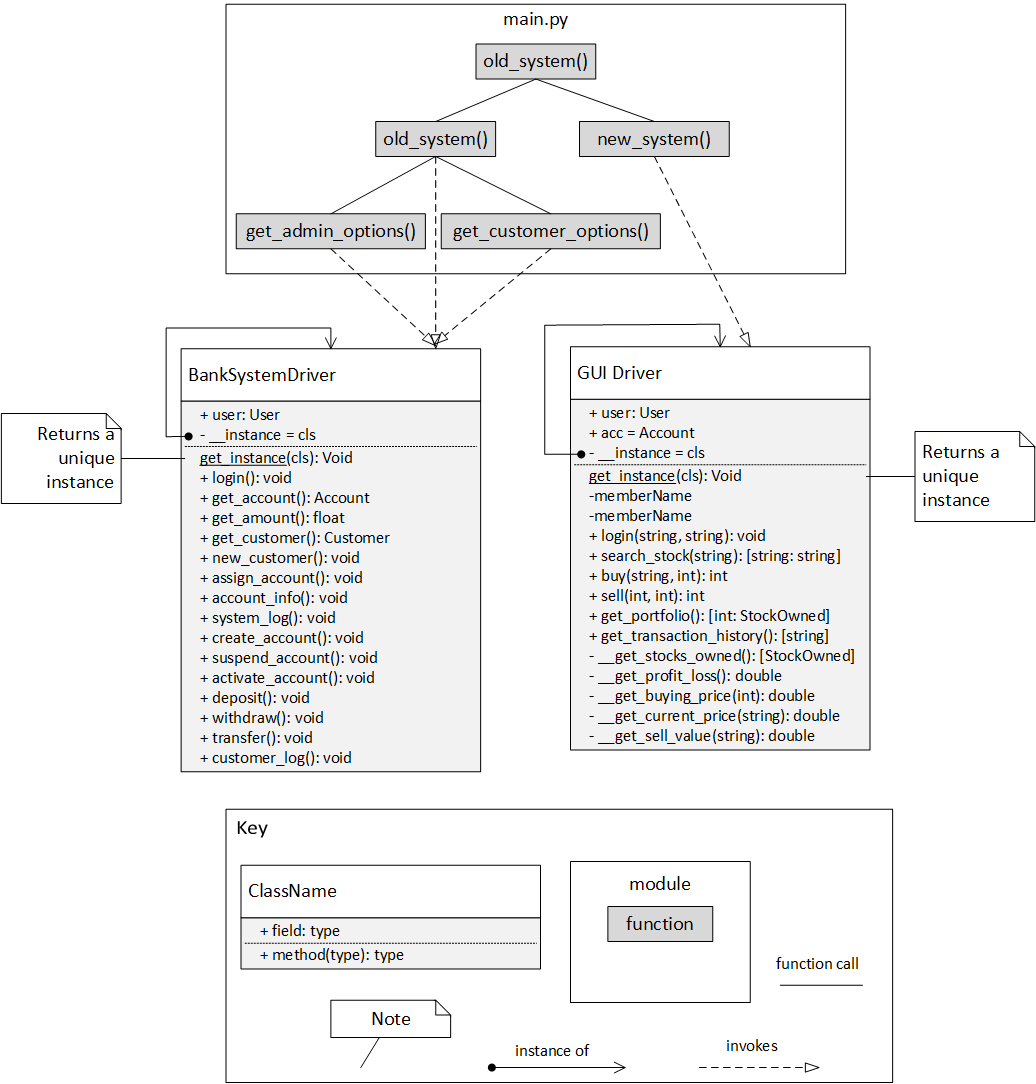 main.py
old_system()
old_system()
new_system()
get_admin_options()
get_customer_options()
BankSystemDriver
+ user: User
- __instance = cls
get_instance(cls): Void
+ login(): void
+ get_account(): Account
+ get_amount(): float
+ get_customer(): Customer
+ new_customer(): void
+ assign_account(): void
+ account_info(): void
+ system_log(): void
+ create_account(): void
+ suspend_account(): void
+ activate_account(): void
+ deposit(): void
+ withdraw(): void
+ transfer(): void
+ customer_log(): void
Returns a
unique
instance
GUI Driver
+ user: User
+ acc = Account
- __instance = cls
get_instance(cls): Void
-memberName
-memberName
+ login(string, string): void
+ search_stock(string): [string: string]
+ buy(string, int): int
+ sell(int, int): int
+ get_portfolio(): [int: StockOwned]
+ get_transaction_history(): [string]
- __get_stocks_owned(): [StockOwned]
- __get_profit_loss(): double
- __get_buying_price(int): double
- __get_current_price(string): double
- __get_sell_value(string): double
Returns a
unique
instance
Key
ClassName
+ field: type
+ method(type): type
module
function
function call
Note
instance of
invokes